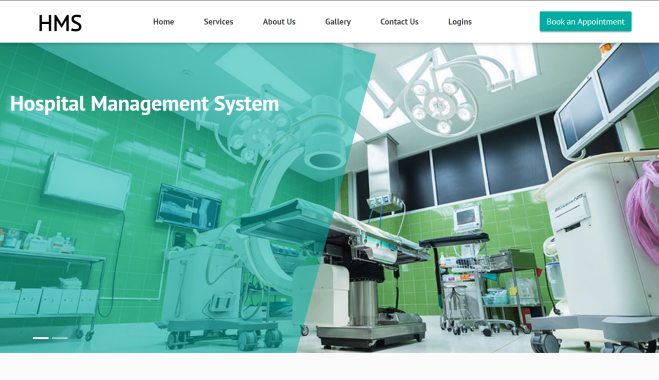 HMS
Home
Services
About Us
Gallery
Contact Us
Logins
Book an Appointment
Hospital Management System